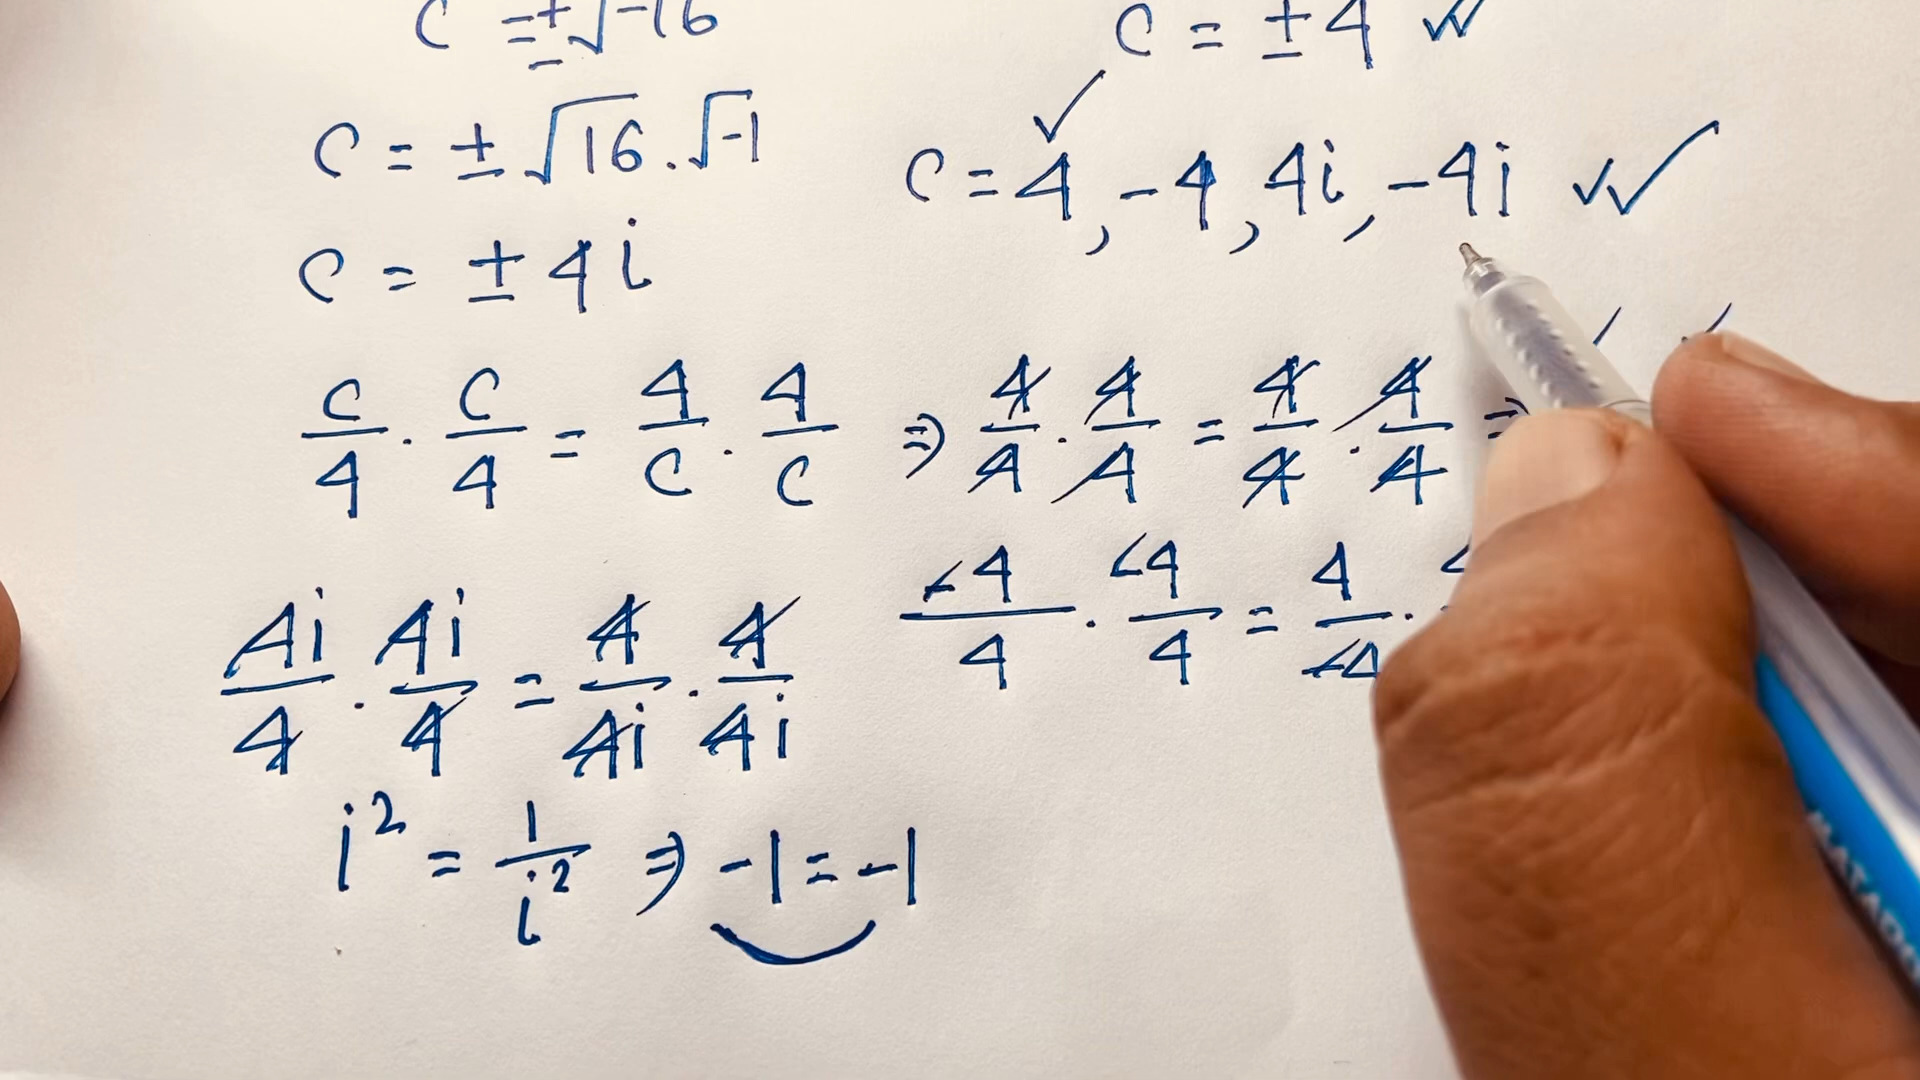 c = ±√-16
c = ±√16 . √-1
c = ±4i
c = ±4
c = 4, -4, 4i, -4i
c/4 . c/4 = 4/c . 4/c ⇒ 4/4 . 4/4 = 4/4 . 4/4 ⇒
-4/4 . -4/4 = 4/-4 .
4i/4 . 4i/4 = 4/4i . 4/4i
i² = 1/i² ⇒ -1 = -1